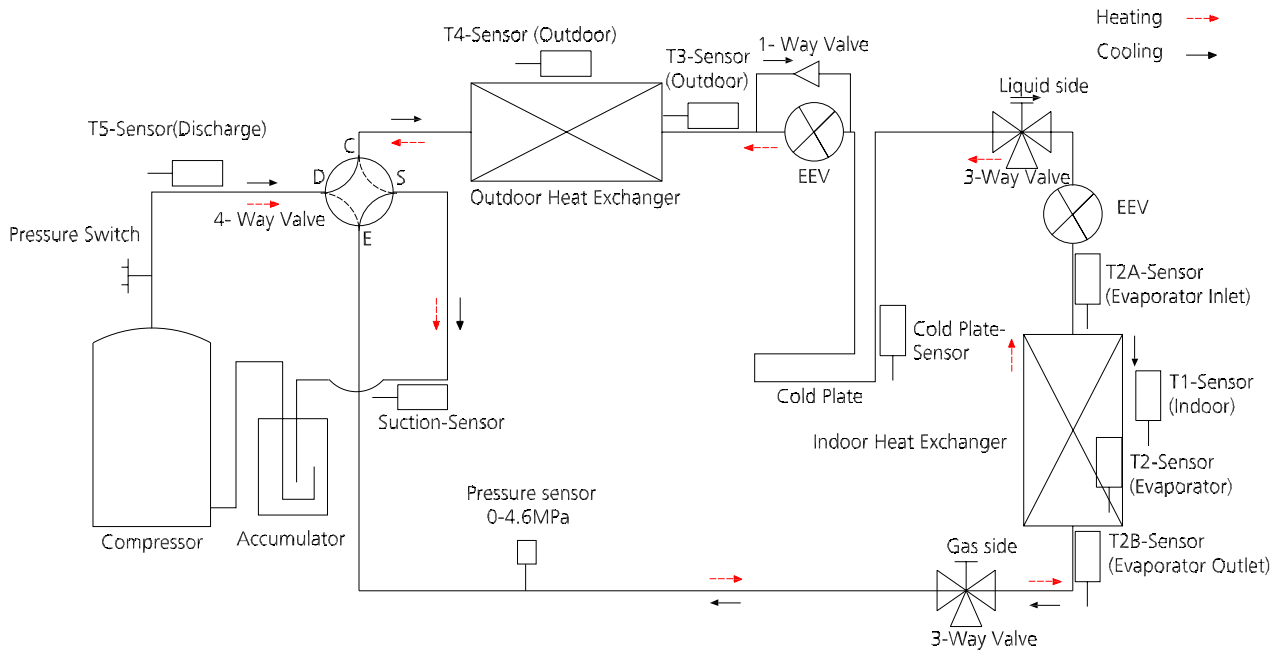 Heating
Cooling
T4-Sensor (Outdoor)
T3-Sensor
(Outdoor)
1- Way Valve
Liquid side
T5-Sensor(Discharge)
C
D
S
E
4- Way Valve
Outdoor Heat Exchanger
EEV
3-Way Valve
EEV
Pressure Switch
T2A-Sensor
(Evaporator Inlet)
Cold Plate-
Sensor
Cold Plate
T1-Sensor
(Indoor)
Suction-Sensor
Indoor Heat Exchanger
T2-Sensor
(Evaporator)
Pressure sensor
0-4.6MPa
Compressor
Accumulator
Gas side
T2B-Sensor
(Evaporator Outlet)
3-Way Valve